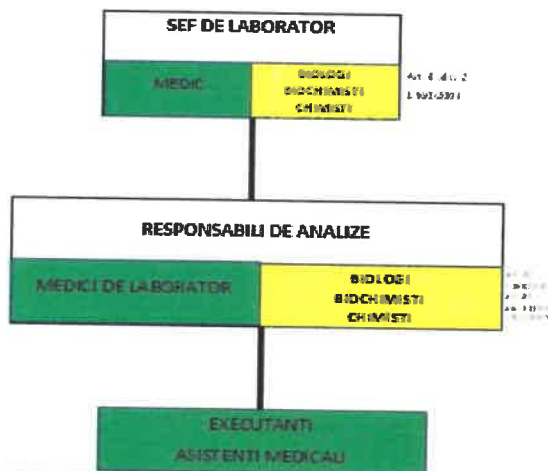 SEF DE LABORATOR
MEDIC
BIOLOGI
BIOCHIMISTI
CHIMISTI
RESPONSABILI DE ANALIZE
MEDICI DE LABORATOR
BIOLOGI
BIOCHIMISTI
CHIMISTI
EXECUTANTI
ASISTENTI MEDICALI